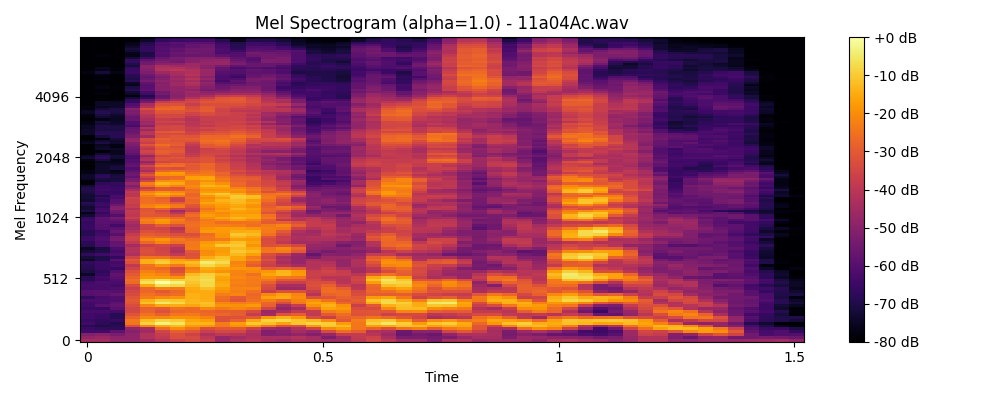 Mel Spectrogram (alpha=1.0) - 11a04Ac.wav
Mel Frequency
4096
2048
1024
512
0
0
0.5
1
1.5
Time
+0 dB
-10 dB
-20 dB
-30 dB
-40 dB
-50 dB
-60 dB
-70 dB
-80 dB